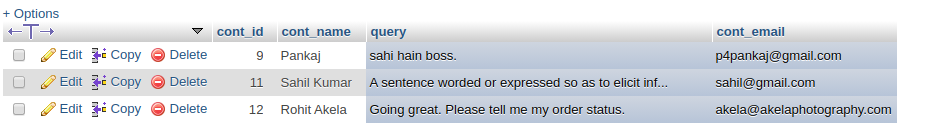 + Options
cont_id cont_name query cont_email
Edit Copy Delete 9 Pankaj sahi hain boss. p4pankaj@gmail.com
Edit Copy Delete 11 Sahil Kumar A sentence worded or expressed so as to elicit inf... sahil@gmail.com
Edit Copy Delete 12 Rohit Akela Going great. Please tell me my order status. akela@akelaphotography.com